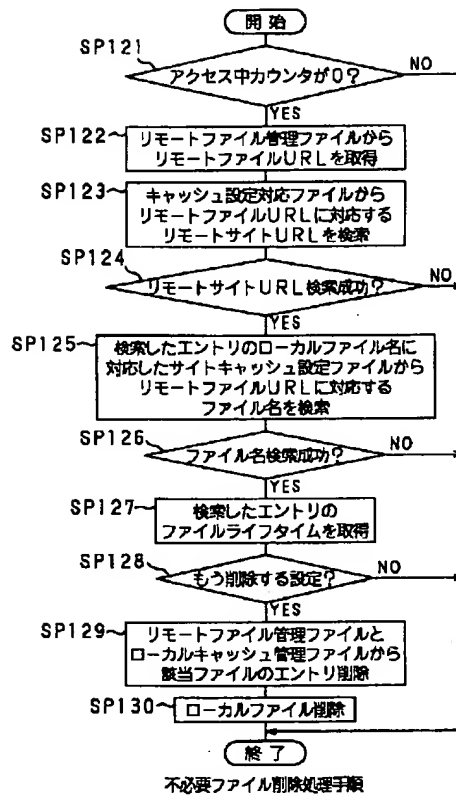 開始
SP121
アクセス中カウンタが0?
NO
YES
SP122
リモートファイル管理ファイルから
リモートファイルURLを取得
SP123
キャッシュ設定対応ファイルから
リモートファイルURLに対応する
リモートサイトURLを検索
SP124
リモートサイトURL検索成功?
NO
YES
SP125
検索したエントリのローカルファイル名に
対応したサイトキャッシュ設定ファイルから
リモートファイルURLに対応する
ファイル名を検索
SP126
ファイル名検索成功?
NO
YES
SP127
検索したエントリの
ファイルライフタイムを取得
SP128
もう削除する設定?
NO
YES
SP129
リモートファイル管理ファイルと
ローカルキャッシュ管理ファイルから
該当ファイルのエントリ削除
SP130
ローカルファイル削除
終了
不必要ファイル削除処理手順